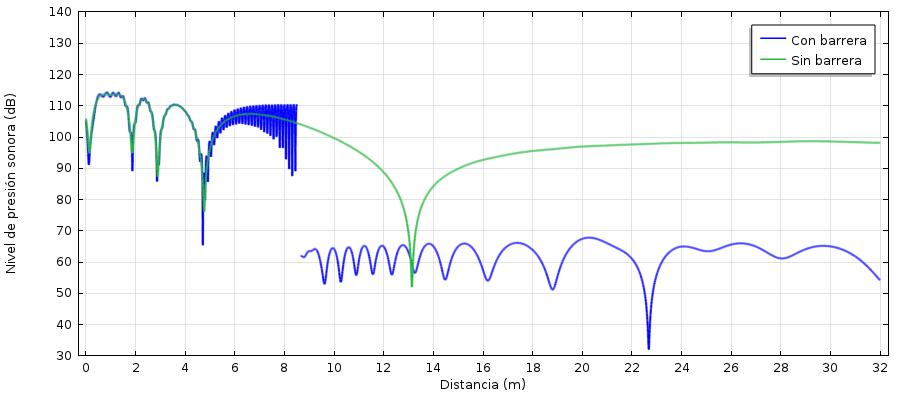 140
130
120
110
100
90
80
70
60
50
40
30
Nivel de presión sonora (dB)
Con barrera
Sin barrera
0 2 4 6 8 10 12 14 16 18 20 22 24 26 28 30 32
Distancia (m)